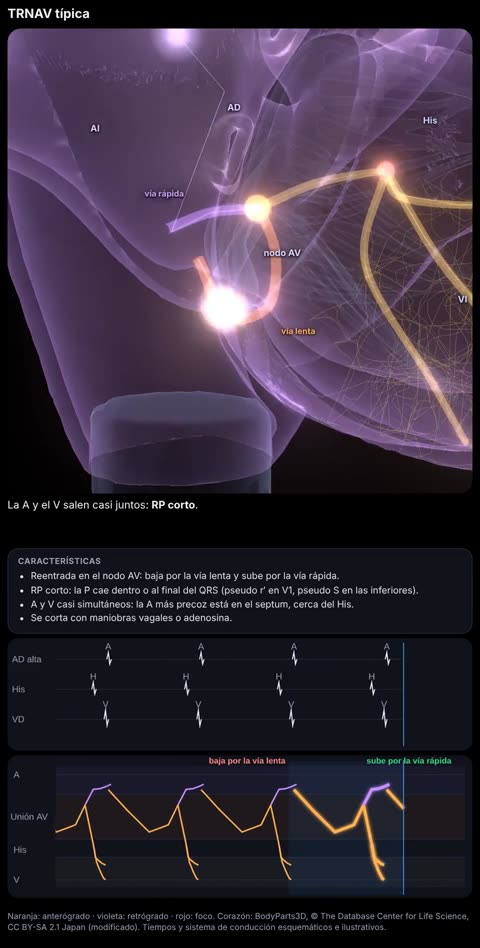 TRNAV típica
AD
AI
His
vía rápida
nodo AV
VI
vía lenta
La A y el V salen casi juntos: RP corto.
CARACTERÍSTICAS
• Reentrada en el nodo AV: baja por la vía lenta y sube por la vía rápida.
• RP corto: la P cae dentro o al final del QRS (pseudo r' en V1, pseudo S en las inferiores).
• A y V casi simultáneos: la A más precoz está en el septum, cerca del His.
• Se corta con maniobras vagales o adenosina.
A A A A
AD alta
H H H H
His
V V V V
VD
baja por la vía lenta sube por la vía rápida
A
Unión AV
His
V
Naranja: anterógrado · violeta: retrógrado · rojo: foco. Corazón: BodyParts3D, © The Database Center for Life Science,
CC BY-SA 2.1 Japan (modificado). Tiempos y sistema de conducción esquemáticos e ilustrativos.